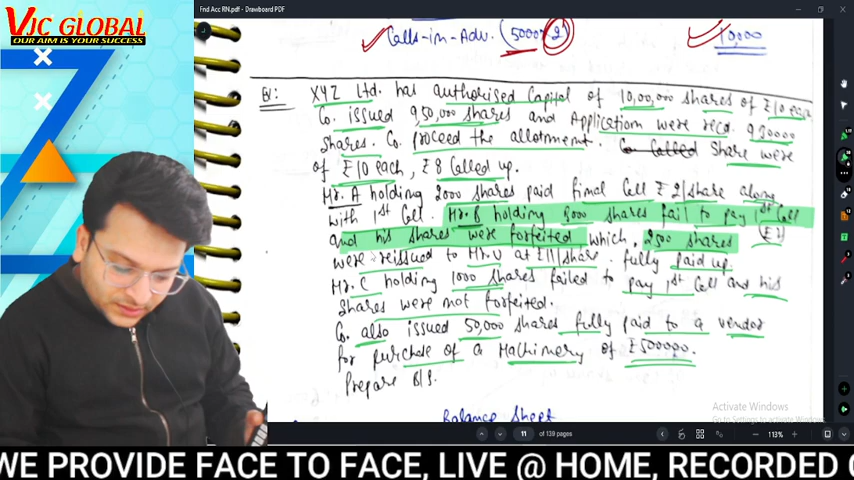 VJC GLOBAL
OUR AIM IS YOUR SUCCESS
Fnd Acc RN.pdf - Drawboard PDF
Calls-in-Adv. (5000×2) 10,000
Q: XYZ Ltd. has authorised Capital of 10,00,000 shares of ₹10 each
Co. issued 9,50,000 shares and Application were recd. 930000
shares. Co. proceed the allotment. Co. Called Share were
of ₹10 each, ₹8 Called up.
Mr. A holding 2000 shares paid final Call ₹2/share along
with 1st Call. Mr. B holding shares fail to pay 1st Call
and his shares were forfeited which, 2500 shares
were reissued to Mr. at ₹11/share. fully paid up.
Mr. C holding 1000 shares failed to pay 1st Call and his
shares were not forfeited.
Co. also issued 50,000 shares fully paid to a vendor
for purchase of a Machinery of ₹500000.
Prepare B/S.
Balance Sheet
Activate Windows
Go to Settings to activate Windows.
11 of 139 pages
113%
WE PROVIDE FACE TO FACE, LIVE @ HOME, RECORDED